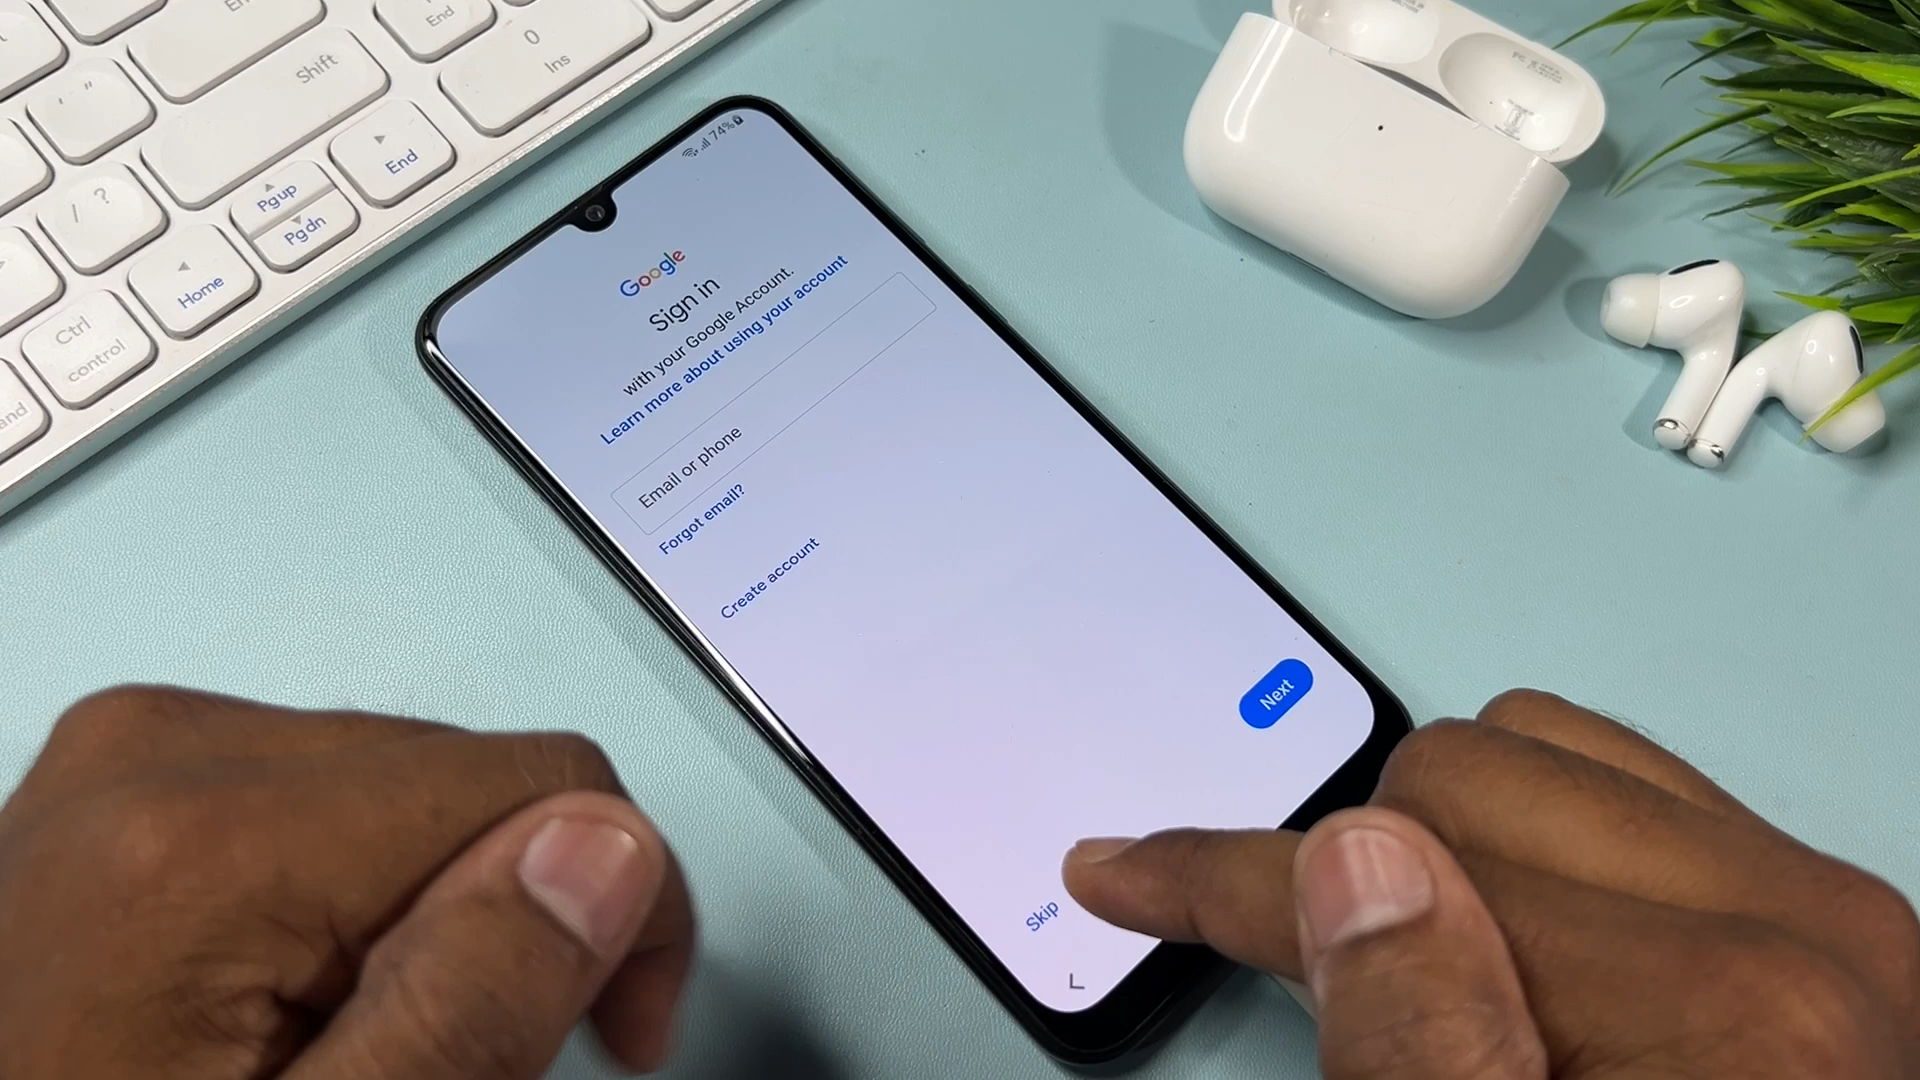 End
0
Ins
Shift
End
Pgup
Pgdn
Home
Ctrl
control
/ ?
74%
Google
Sign in
with your Google Account.
Learn more about using your account
Email or phone
Forgot email?
Create account
Next
Skip